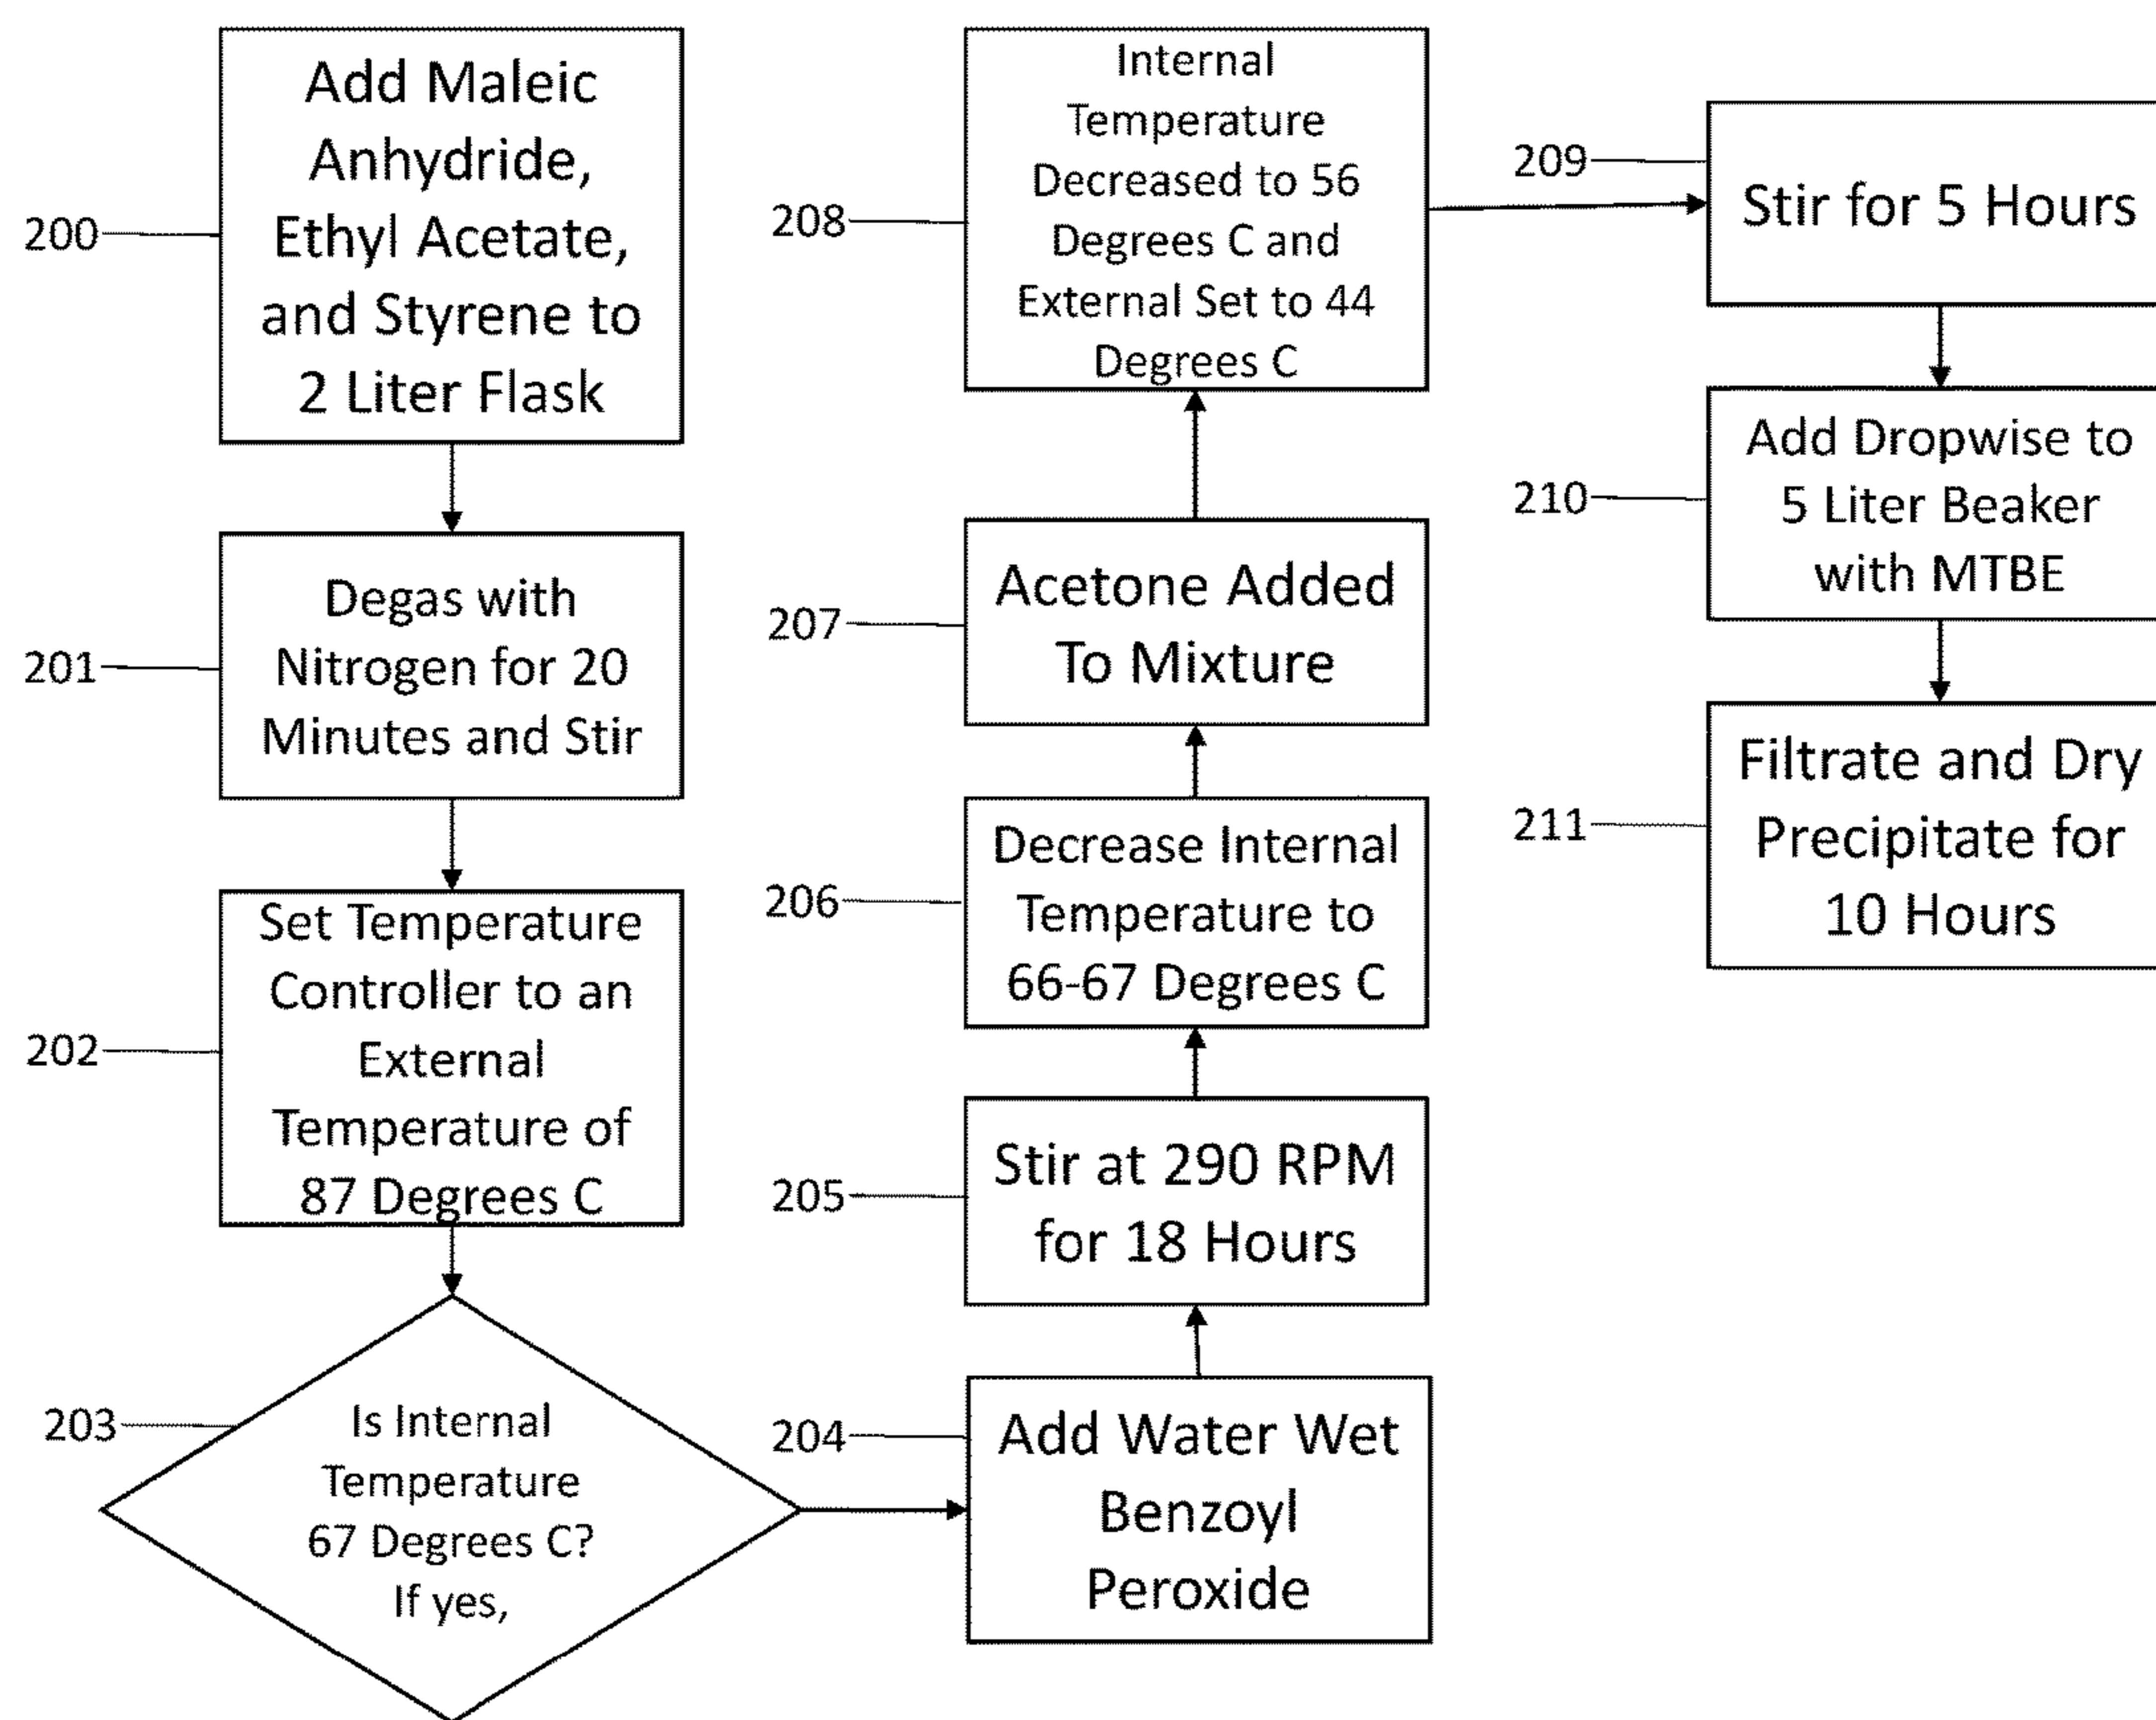 200
Add Maleic
Anhydride,
Ethyl Acetate,
and Styrene to
2 Liter Flask
201
Degas with
Nitrogen for 20
Minutes and Stir
202
Set Temperature
Controller to an
External
Temperature of
87 Degrees C
203
Is Internal
Temperature
67 Degrees C?
If yes,
204
Add Water Wet
Benzoyl
Peroxide
205
Stir at 290 RPM
for 18 Hours
206
Decrease Internal
Temperature to
66-67 Degrees C
207
Acetone Added
To Mixture
208
Internal
Temperature
Decreased to 56
Degrees C and
External Set to 44
Degrees C
209
Stir for 5 Hours
210
Add Dropwise to
5 Liter Beaker
with MTBE
211
Filtrate and Dry
Precipitate for
10 Hours